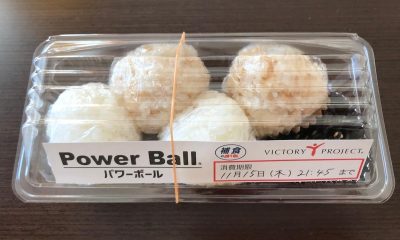 Power Ball®
パワーボール
補食
VICTORY PROJECT®
消費期限
11月15日(木) 21:45 まで